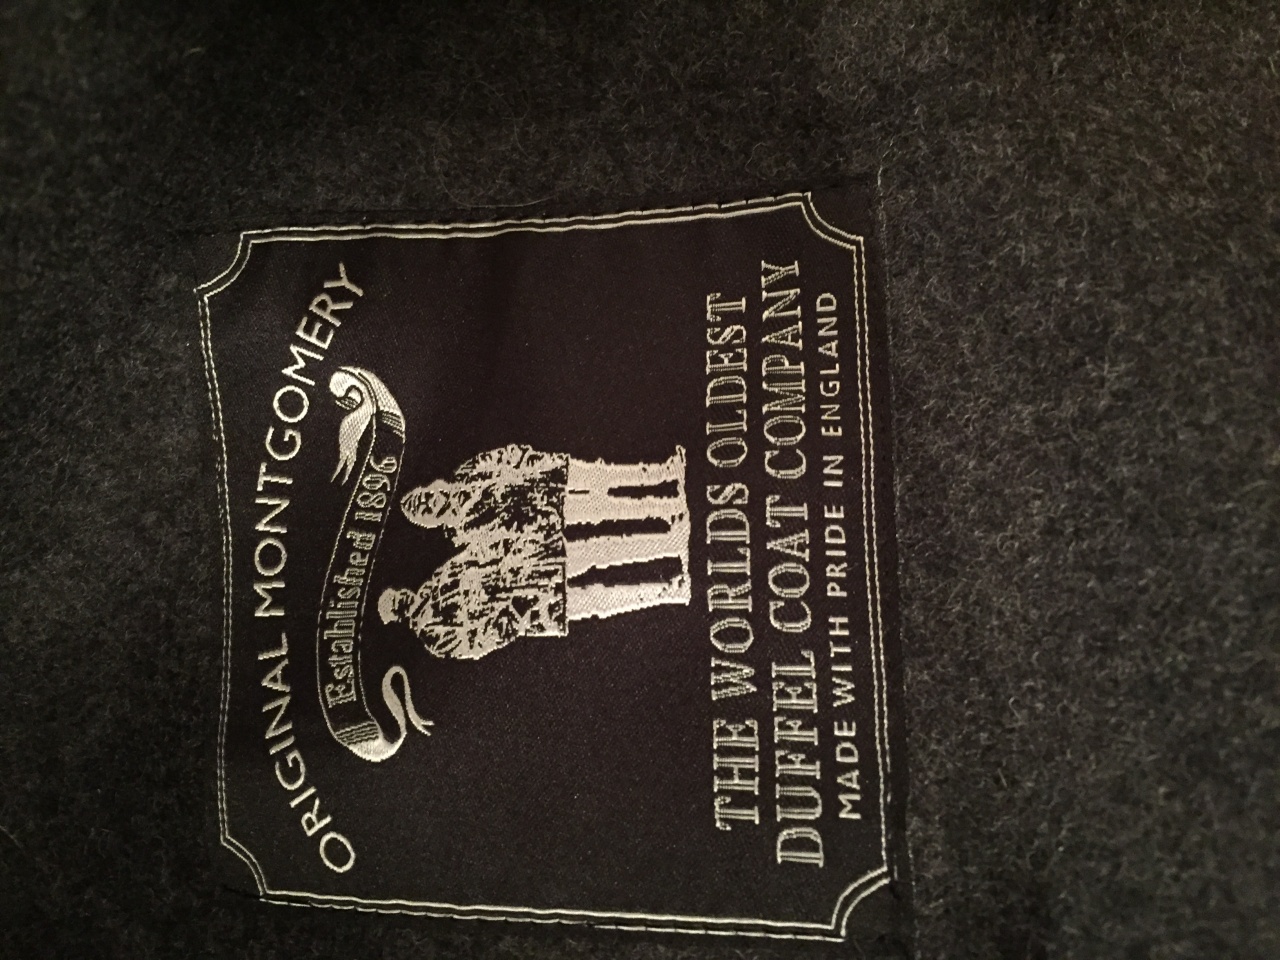 ORIGINAL MONTGOMERY
Established 1896
THE WORLDS OLDEST
DUFFEL COAT COMPANY
MADE WITH PRIDE IN ENGLAND